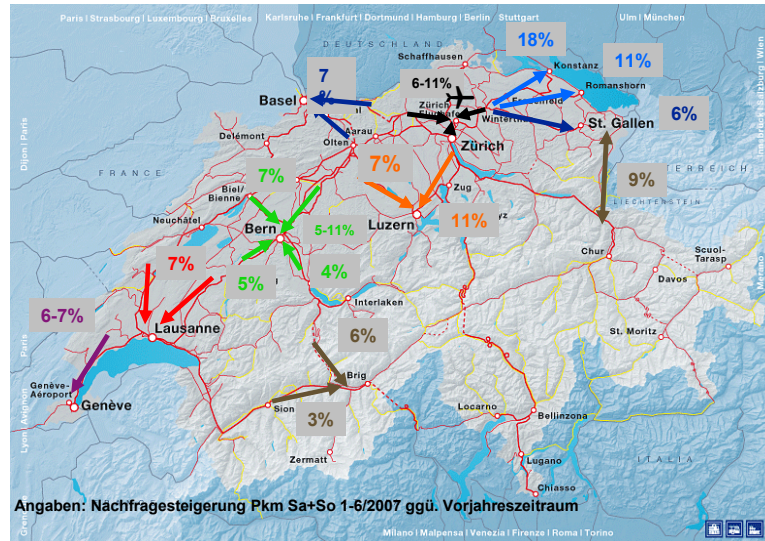 Paris | Strasbourg | Luxembourg | Bruxelles
Karlsruhe | Frankfurt | Dortmund | Hamburg | Berlin
Stuttgart
Ulm | München
DEUTSCHLAND
Schaffhausen
18%
Konstanz
11%
Romanshorn
7
%
6-11%
Basel
Zürich
6%
St. Gallen
Dijon | Paris
Delémont
Aarau
Olten
Zürich
FRANCE
7%
7%
Zug
9%
LIECHTENSTEIN
Biel/
Bienne
Neuchâtel
Bern
5-11%
Luzern
11%
Chur
Scuol-
Tarasp
Davos
Merano
7%
5%
4%
Interlaken
6-7%
Lausanne
6%
St. Moritz
Paris
Brig
Genève-
Aéroport
Genève
Sion
3%
Locarno
Bellinzona
Lyon
Avignon
Zermatt
Lugano
ITALIA
Chiasso
Angaben: Nachfragesteigerung Pkm Sa+So 1-6/2007 ggü. Vorjahreszeitraum
Milano | Malpensa | Venezia | Firenze | Roma | Torino